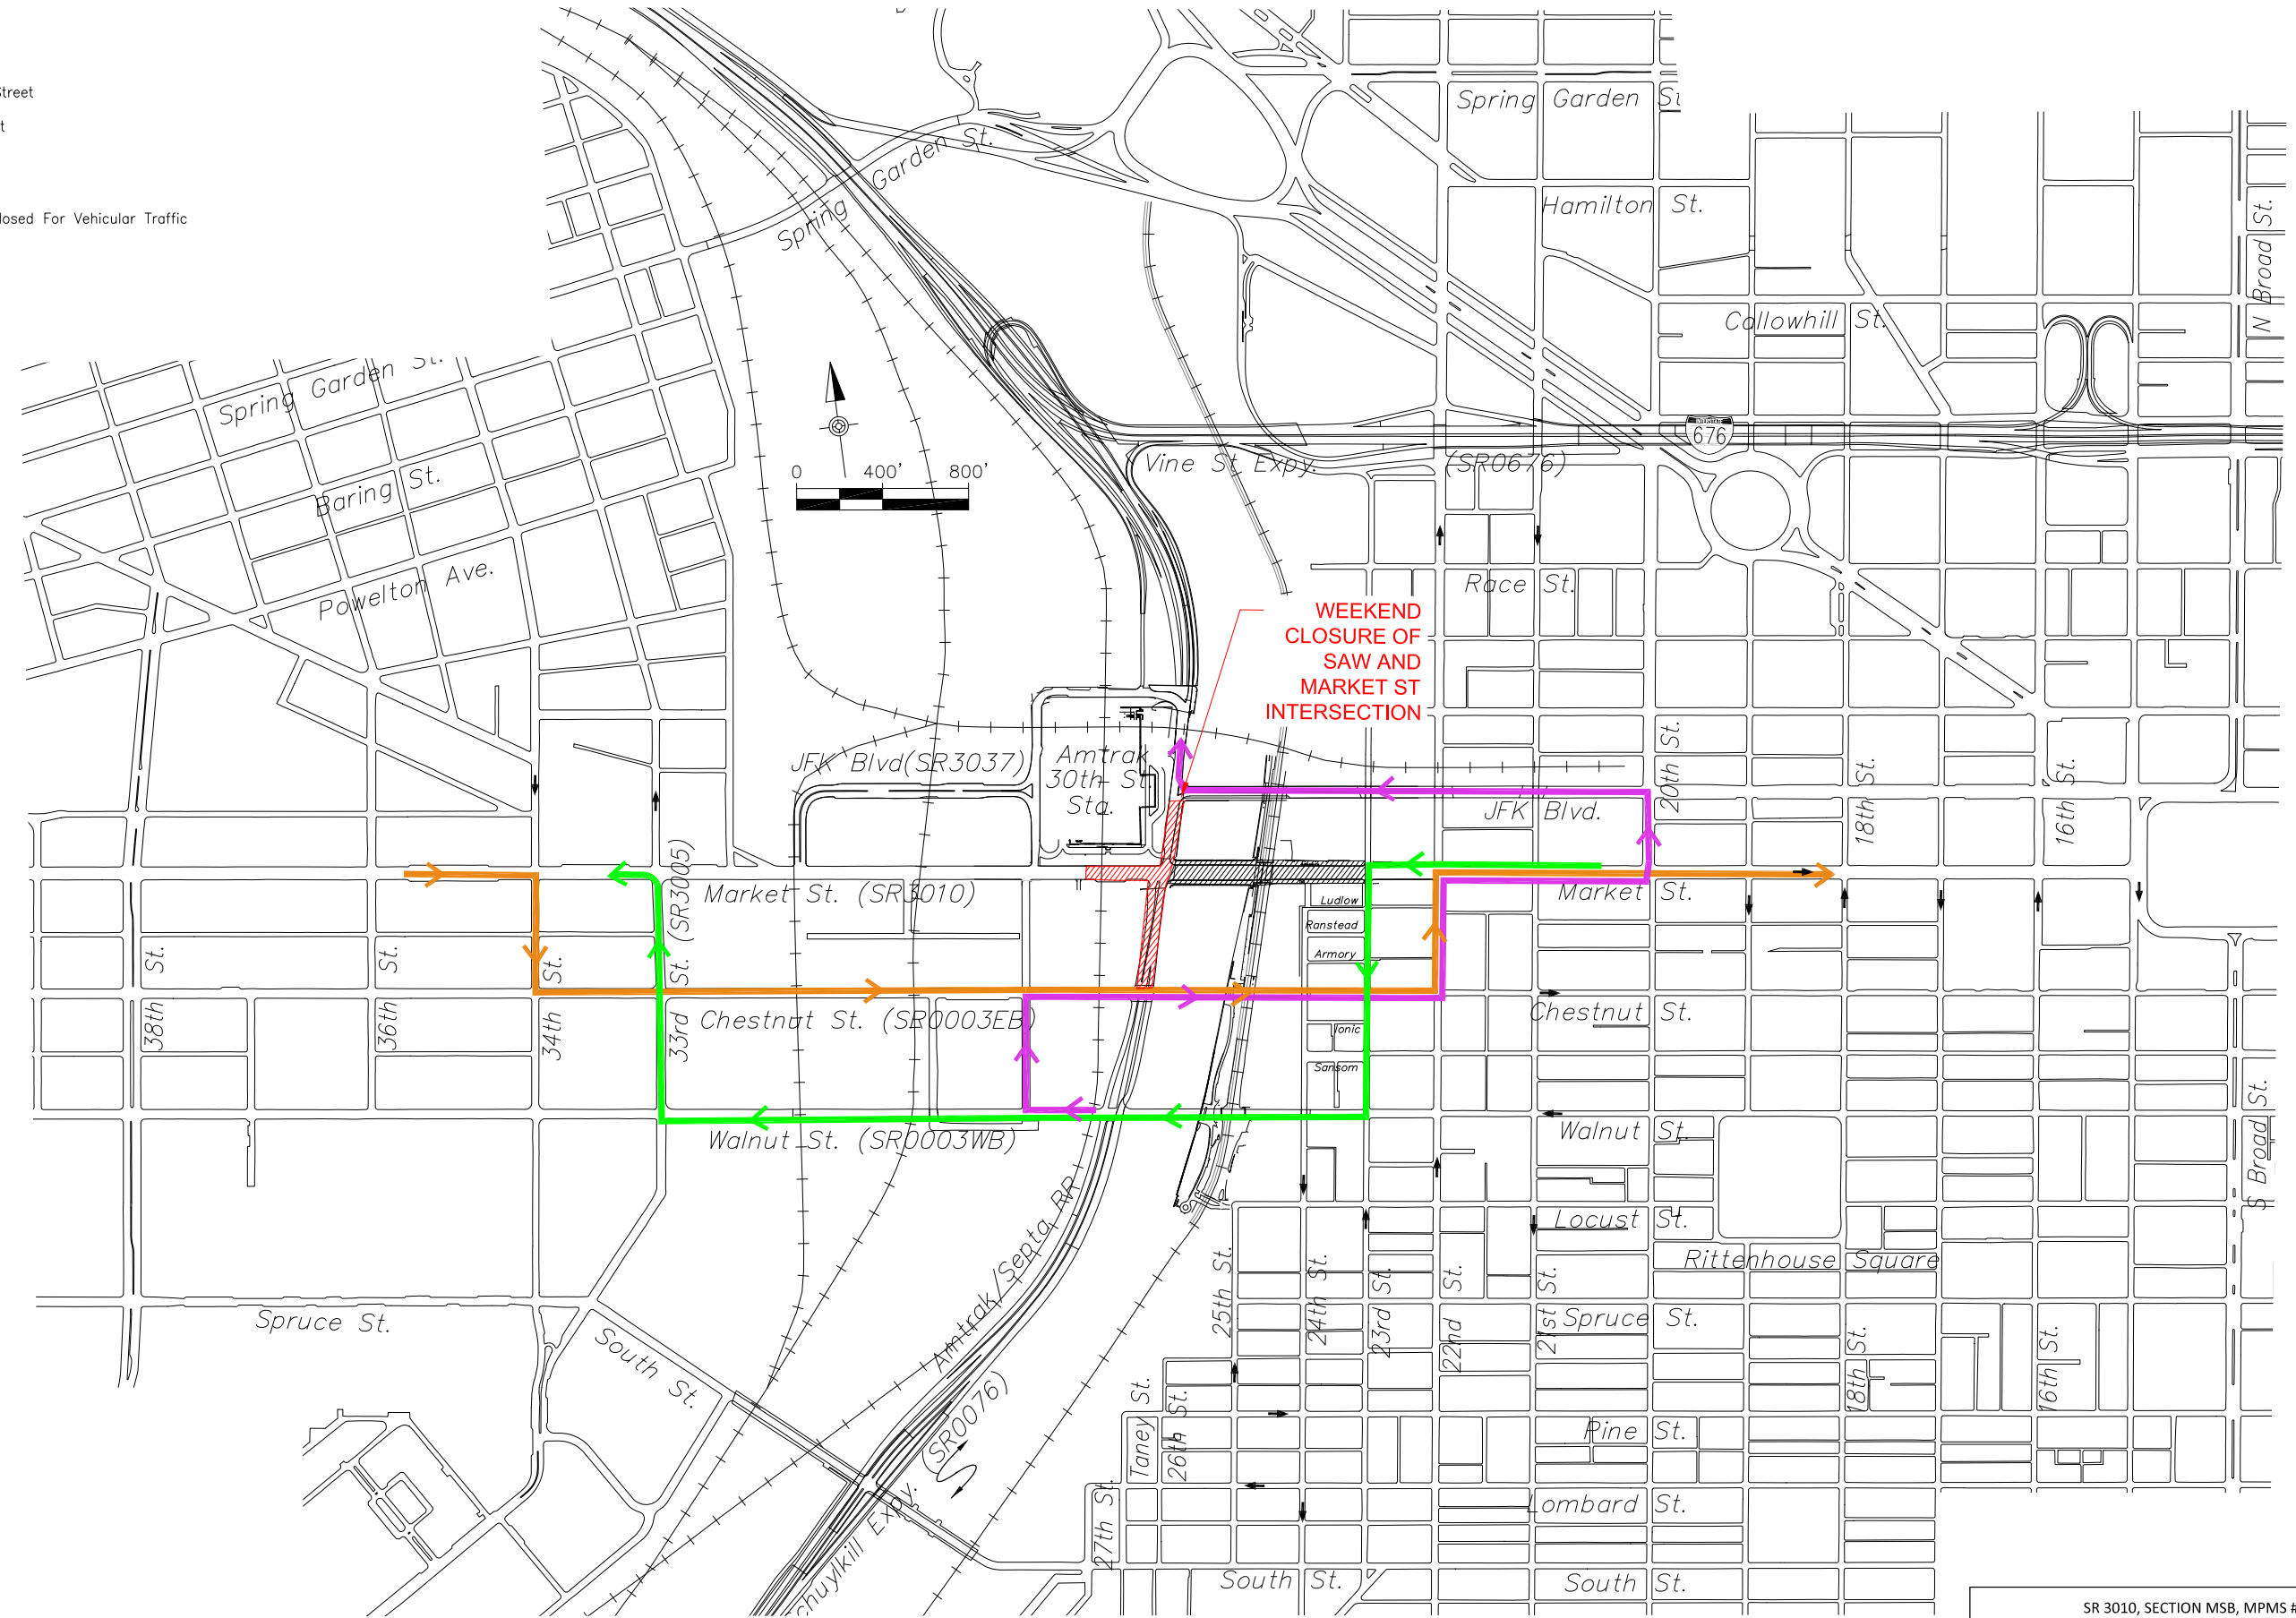 Street
t
losed For Vehicular Traffic
Spring Garden St
Spring Garden St.
Hamilton St.
N Broad St.
Callowhill St.
Spring Garden St.
INTERSTATE
676
Vine St Expy. (SR0676)
0 400' 800'
Baring St.
Powelton Ave.
Race St.
WEEKEND
CLOSURE OF
SAW AND
MARKET ST
INTERSECTION
JFK Blvd(SR3037)
Amtrak
30th St.
Sta.
20th St.
18th St.
16th St.
JFK Blvd.
Market St. (SR3010)
Market St.
Ludlow
Ranstead
Armory
38th St.
36th St.
34th St.
33rd St. (SR3005)
Chestnut St. (SR0003EB)
Chestnut St.
Ionic
Sansom
Walnut St. (SR0003WB)
Walnut St.
S Broad St.
Locust St.
Rittenhouse Square
Amtrak/Septa RR
25th St.
24th St.
23rd St.
22nd St.
21st St.
Spruce St.
Spruce St.
18th St.
16th St.
South St.
Taney St.
26th St.
27th St.
Pine St.
Lombard St.
chuylkill Expy. (SR0076)
South St.
South St.
SR 3010, SECTION MSB, MPMS #